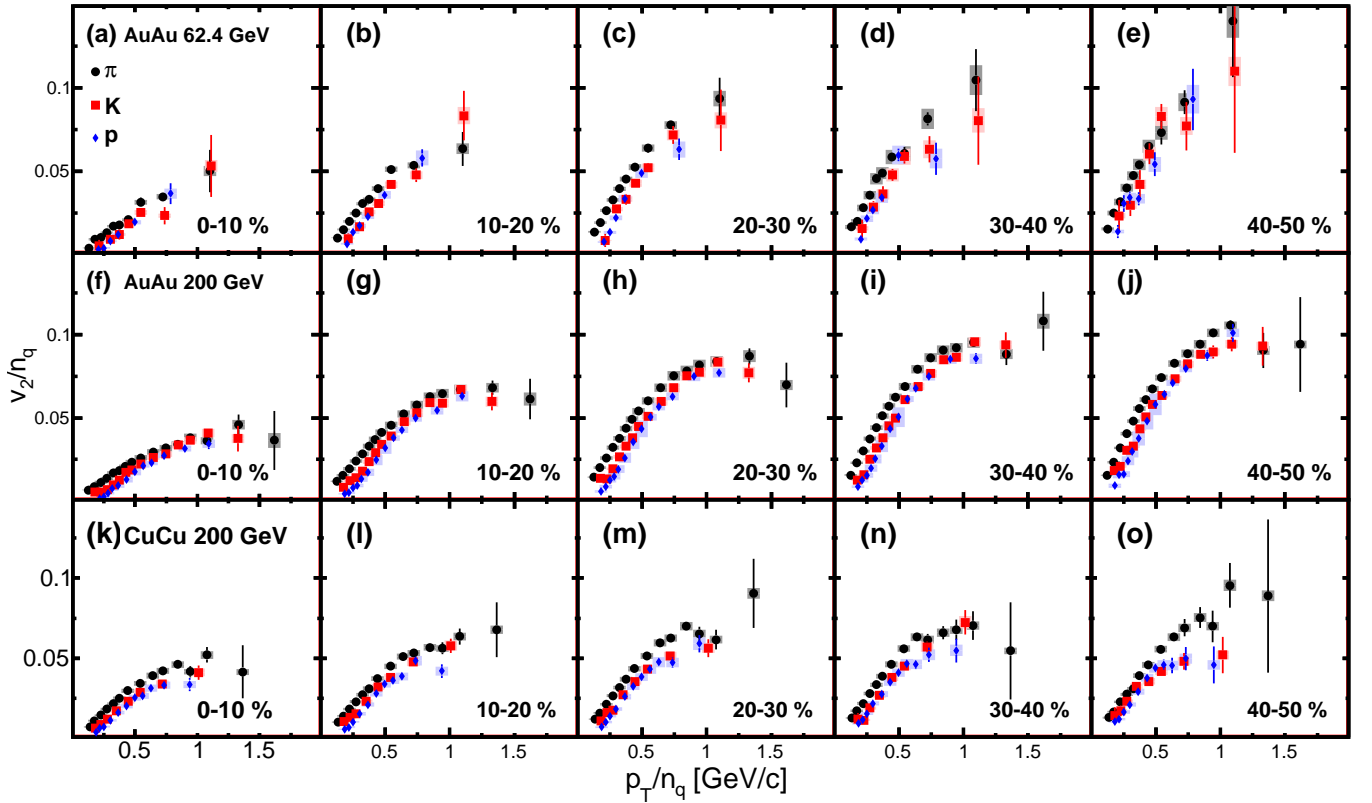 (a) AuAu 62.4 GeV
(b)
(c)
(d)
(e)
π
K
p
0.1
0.05
0-10 %
10-20 %
20-30 %
30-40 %
40-50 %
(f) AuAu 200 GeV
(g)
(h)
(i)
(j)
0.1
0.05
0-10 %
10-20 %
20-30 %
30-40 %
40-50 %
(k) CuCu 200 GeV
(l)
(m)
(n)
(o)
0.1
0.05
0-10 %
10-20 %
20-30 %
30-40 %
40-50 %
0.5 1 1.5 0.5 1 1.5 0.5 1 1.5 0.5 1 1.5 0.5 1 1.5
v2/nq
pT/nq [GeV/c]